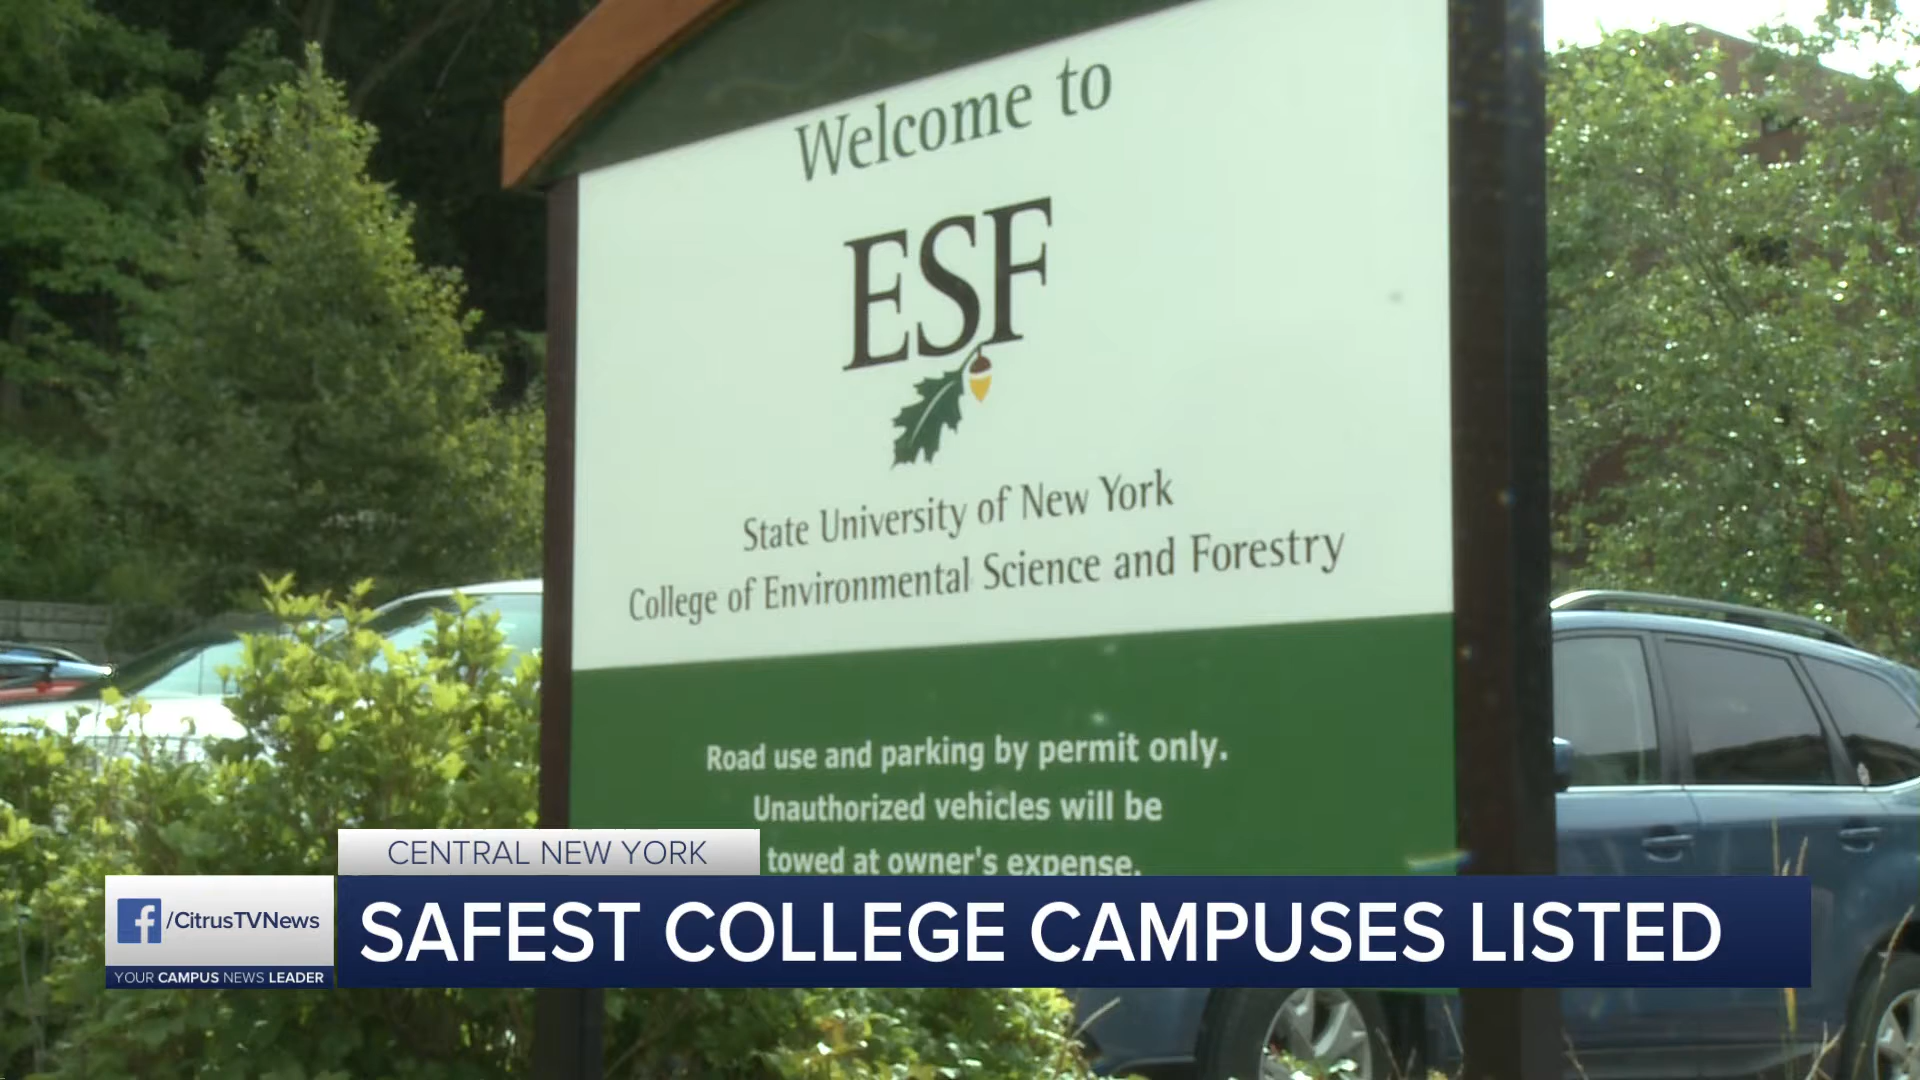 Welcome to
ESF
State University of New York
College of Environmental Science and Forestry
Road use and parking by permit only.
Unauthorized vehicles will be
towed at owner's expense.
CENTRAL NEW YORK
f /CitrusTVNews
SAFEST COLLEGE CAMPUSES LISTED
YOUR CAMPUS NEWS LEADER